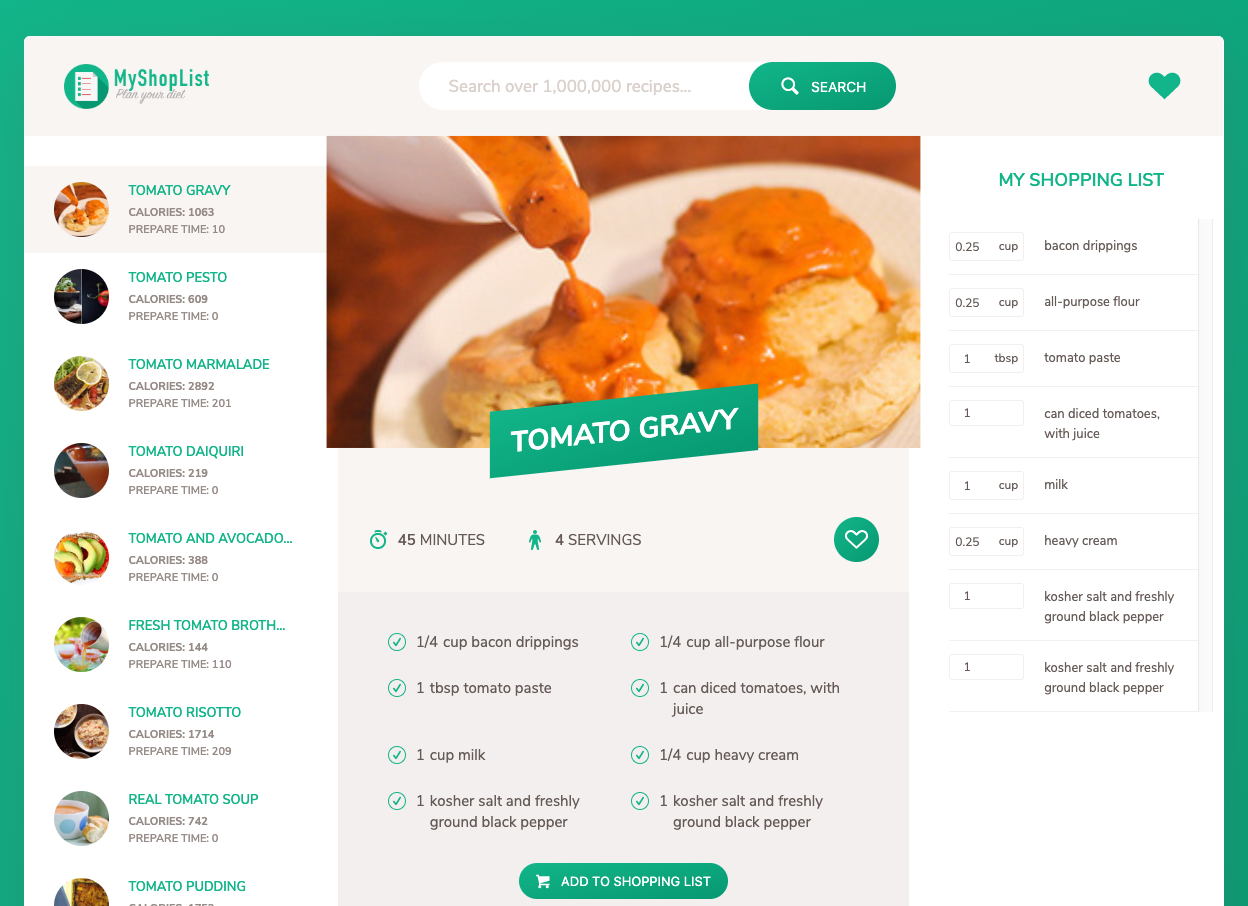 MyShopList
Plan your diet
Search over 1,000,000 recipes...
SEARCH
TOMATO GRAVY
CALORIES: 1063
PREPARE TIME: 10
TOMATO PESTO
CALORIES: 609
PREPARE TIME: 0
TOMATO MARMALADE
CALORIES: 2892
PREPARE TIME: 201
TOMATO DAIQUIRI
CALORIES: 219
PREPARE TIME: 0
TOMATO AND AVOCADO...
CALORIES: 388
PREPARE TIME: 0
FRESH TOMATO BROTH...
CALORIES: 144
PREPARE TIME: 110
TOMATO RISOTTO
CALORIES: 1714
PREPARE TIME: 209
REAL TOMATO SOUP
CALORIES: 742
PREPARE TIME: 0
TOMATO PUDDING
TOMATO GRAVY
45 MINUTES
4 SERVINGS
1/4 cup bacon drippings
1/4 cup all-purpose flour
1 tbsp tomato paste
1 can diced tomatoes, with
juice
1 cup milk
1/4 cup heavy cream
1 kosher salt and freshly
ground black pepper
1 kosher salt and freshly
ground black pepper
ADD TO SHOPPING LIST
MY SHOPPING LIST
0.25 cup bacon drippings
0.25 cup all-purpose flour
1 tbsp tomato paste
1 can diced tomatoes,
with juice
1 cup milk
0.25 cup heavy cream
1 kosher salt and freshly
ground black pepper
1 kosher salt and freshly
ground black pepper